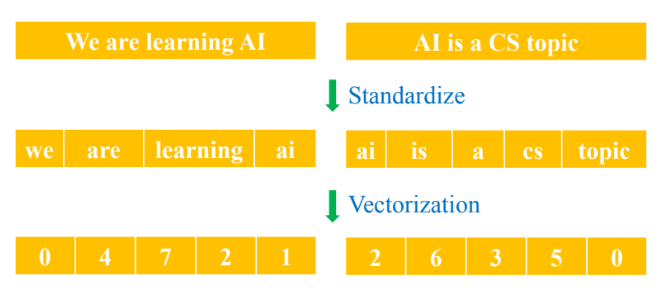 We are learning AI
AI is a CS topic
Standardize
we are learning ai
ai is a cs topic
Vectorization
0 4 7 2 1
2 6 3 5 0